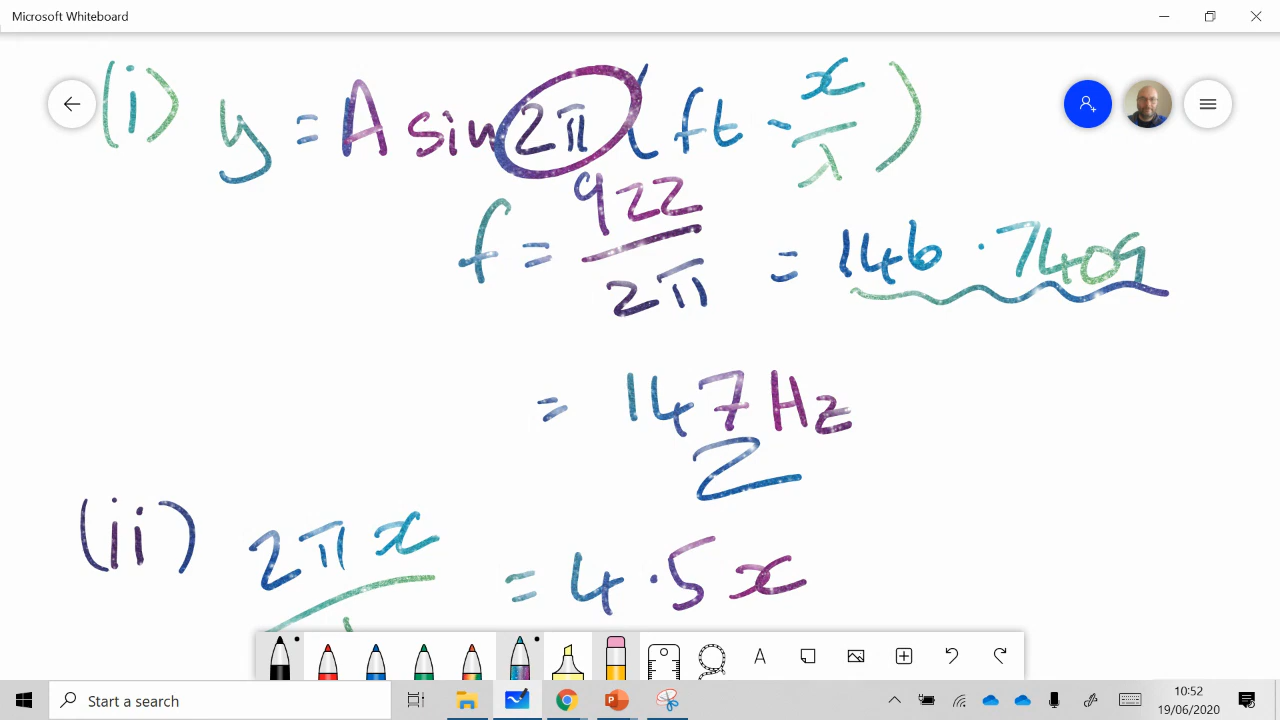 Microsoft Whiteboard
(i) y = A sin 2π (ft - x/λ)
f = 922/2π = 146.7409
= 147 Hz
(ii) 2πx/ = 4.5x
A
Start a search
10:52
19/06/2020